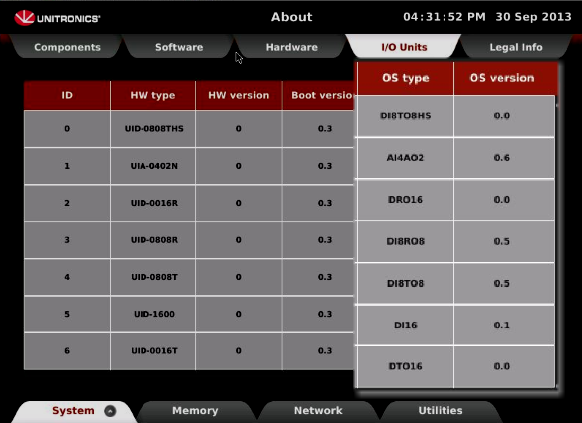 UNITRONICS®
About
04:31:52 PM 30 Sep 2013
Components Software Hardware I/O Units Legal Info
ID HW type HW version Boot versio OS type OS version
0 UID-0808THS 0 0.3 DI8TO8HS 0.0
1 UIA-0402N 0 0.3 AI4AO2 0.6
2 UID-0016R 0 0.3 DRO16 0.0
3 UID-0808R 0 0.3 DI8RO8 0.5
4 UID-0808T 0 0.3 DI8TO8 0.5
5 UID-1600 0 0.3 DI16 0.1
6 UID-0016T 0 0.3 DTO16 0.0
System Memory Network Utilities